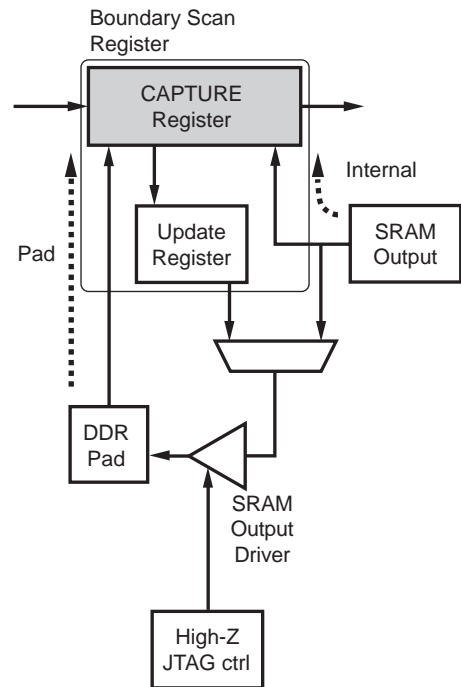 Boundary Scan
Register
CAPTURE
Register
Internal
Update
Register
SRAM
Output
Pad
DDR
Pad
SRAM
Output
Driver
High-Z
JTAG ctrl